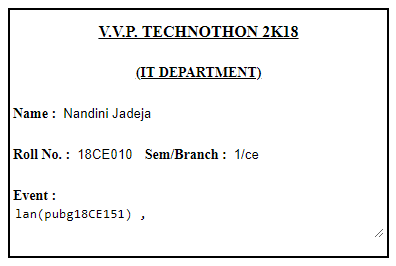 V.V.P. TECHNOTHON 2K18
(IT DEPARTMENT)
Name : Nandini Jadeja
Roll No. : 18CE010 Sem/Branch : 1/ce
Event :
lan(pubg18CE151) ,